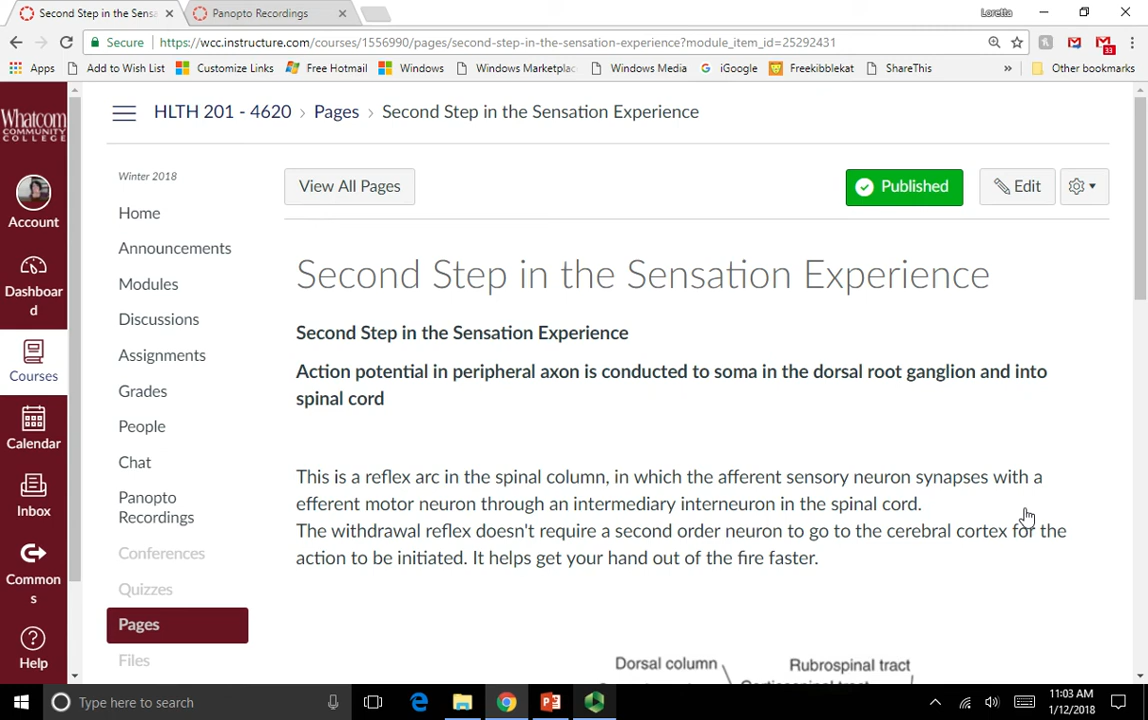 Second Step in the Sensa
Panopto Recordings
Loretta
Secure
https://wcc.instructure.com/courses/1556990/pages/second-step-in-the-sensation-experience?module_item_id=25292431
33
Apps
Add to Wish List
Customize Links
Free Hotmail
Windows
Windows Marketplac
Windows Media
iGoogle
Freekibblekat
ShareThis
»
Other bookmarks
WHATCOM
COMMUNITY
COLLEGE
Account
Dashboar
d
Courses
Calendar
Inbox
Common
s
Help
HLTH 201 - 4620 › Pages › Second Step in the Sensation Experience
Winter 2018
Home
Announcements
Modules
Discussions
Assignments
Grades
People
Chat
Panopto
Recordings
Conferences
Quizzes
Pages
Files
View All Pages
Published
Edit
Second Step in the Sensation Experience
Second Step in the Sensation Experience
Action potential in peripheral axon is conducted to soma in the dorsal root ganglion and into
spinal cord
This is a reflex arc in the spinal column, in which the afferent sensory neuron synapses with a
efferent motor neuron through an intermediary interneuron in the spinal cord.
The withdrawal reflex doesn't require a second order neuron to go to the cerebral cortex for the
action to be initiated. It helps get your hand out of the fire faster.
Dorsal column
Rubrospinal tract
Type here to search
11:03 AM
1/12/2018